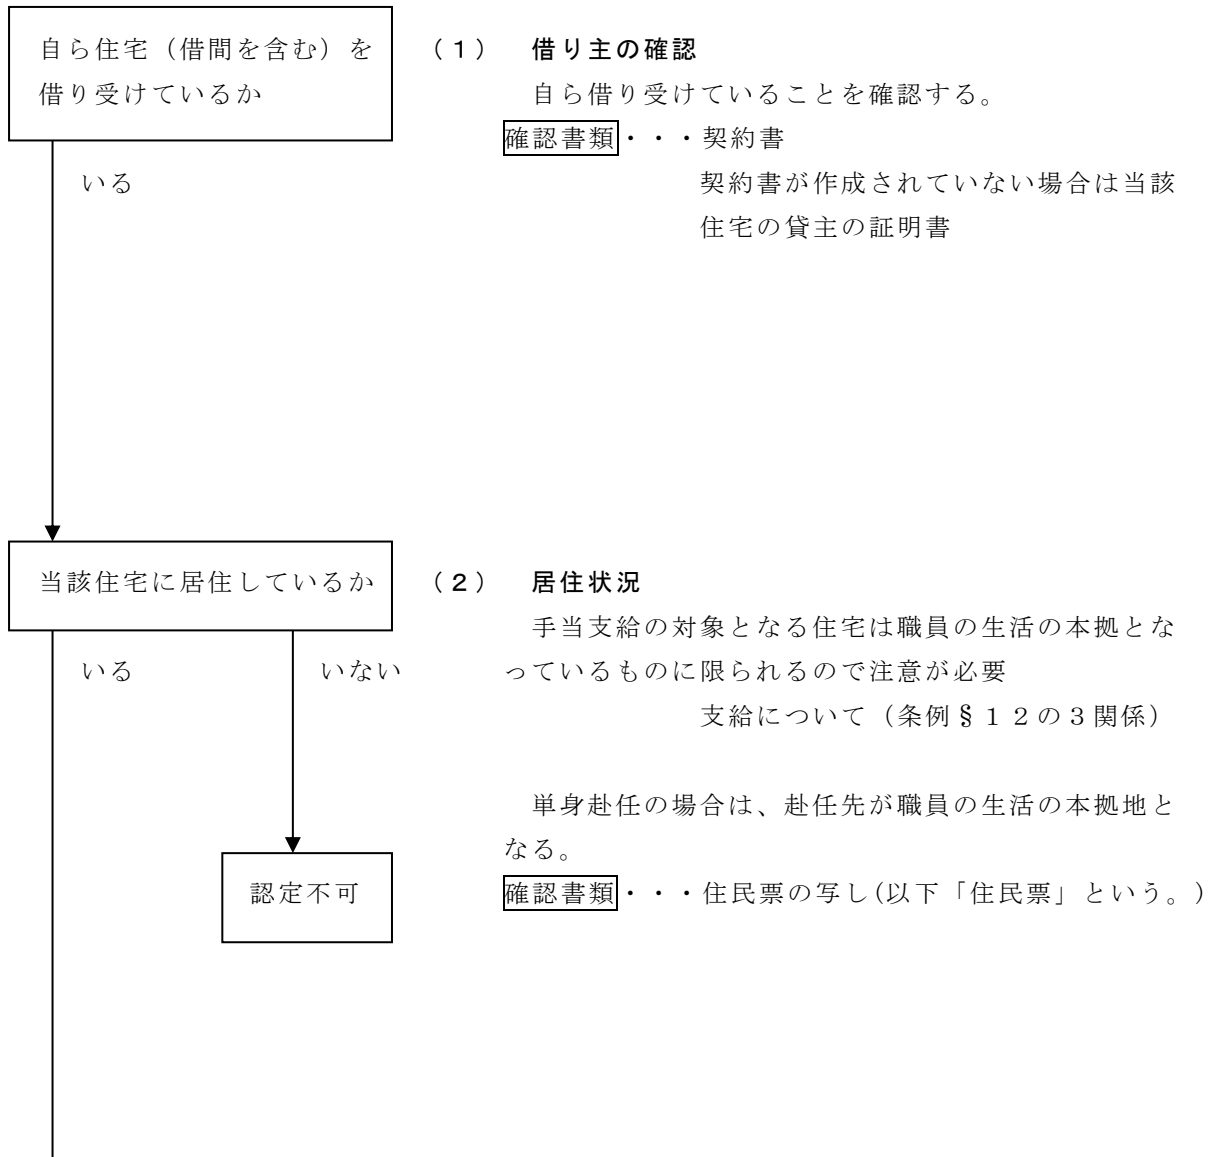 自ら住宅（借間を含む）を
借り受けているか
（１）　借り主の確認
自ら借り受けていることを確認する。
確認書類・・・契約書
契約書が作成されていない場合は当該
住宅の貸主の証明書
いる
当該住宅に居住しているか
（２）　居住状況
手当支給の対象となる住宅は職員の生活の本拠とな
っているものに限られるので注意が必要
支給について（条例§１２の３関係）
単身赴任の場合は、赴任先が職員の生活の本拠地と
なる。
確認書類・・・住民票の写し(以下「住民票」という。)
いる
いない
認定不可